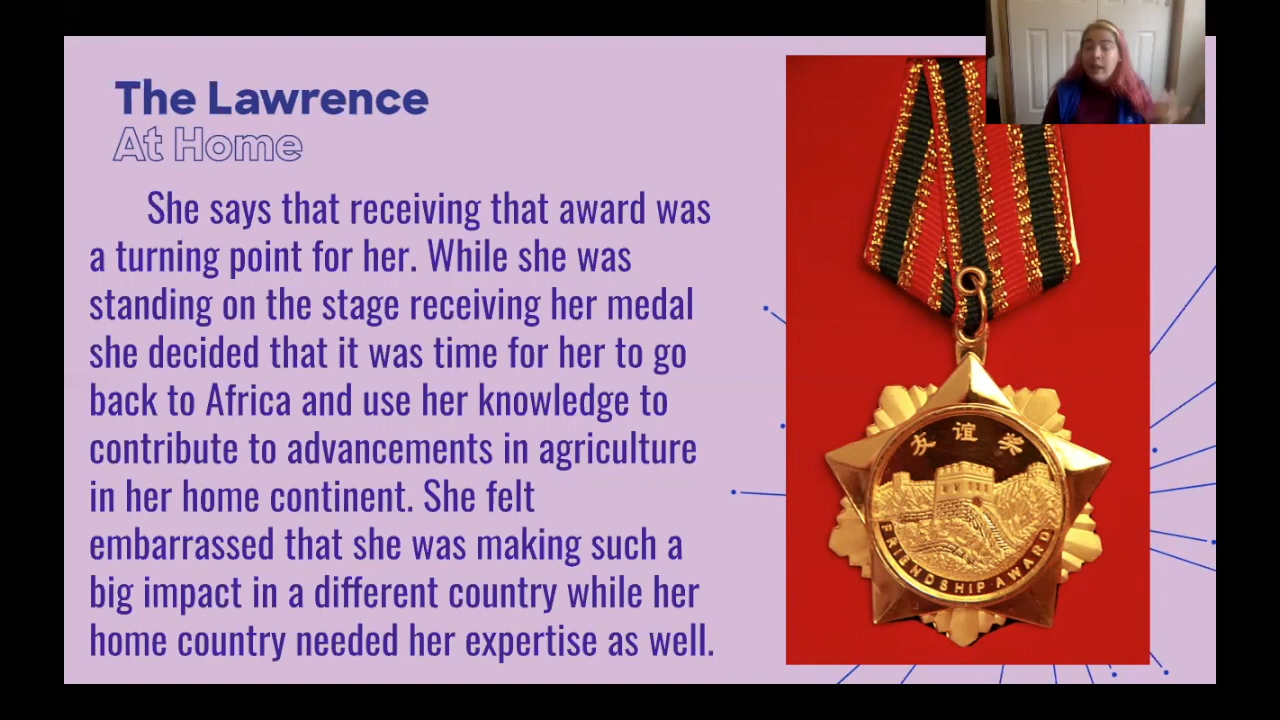 The Lawrence
At Home
She says that receiving that award was
a turning point for her. While she was
standing on the stage receiving her medal
she decided that it was time for her to go
back to Africa and use her knowledge to
contribute to advancements in agriculture
in her home continent. She felt
embarrassed that she was making such a
big impact in a different country while her
home country needed her expertise as well.
友谊奖
FRIENDSHIP AWARD